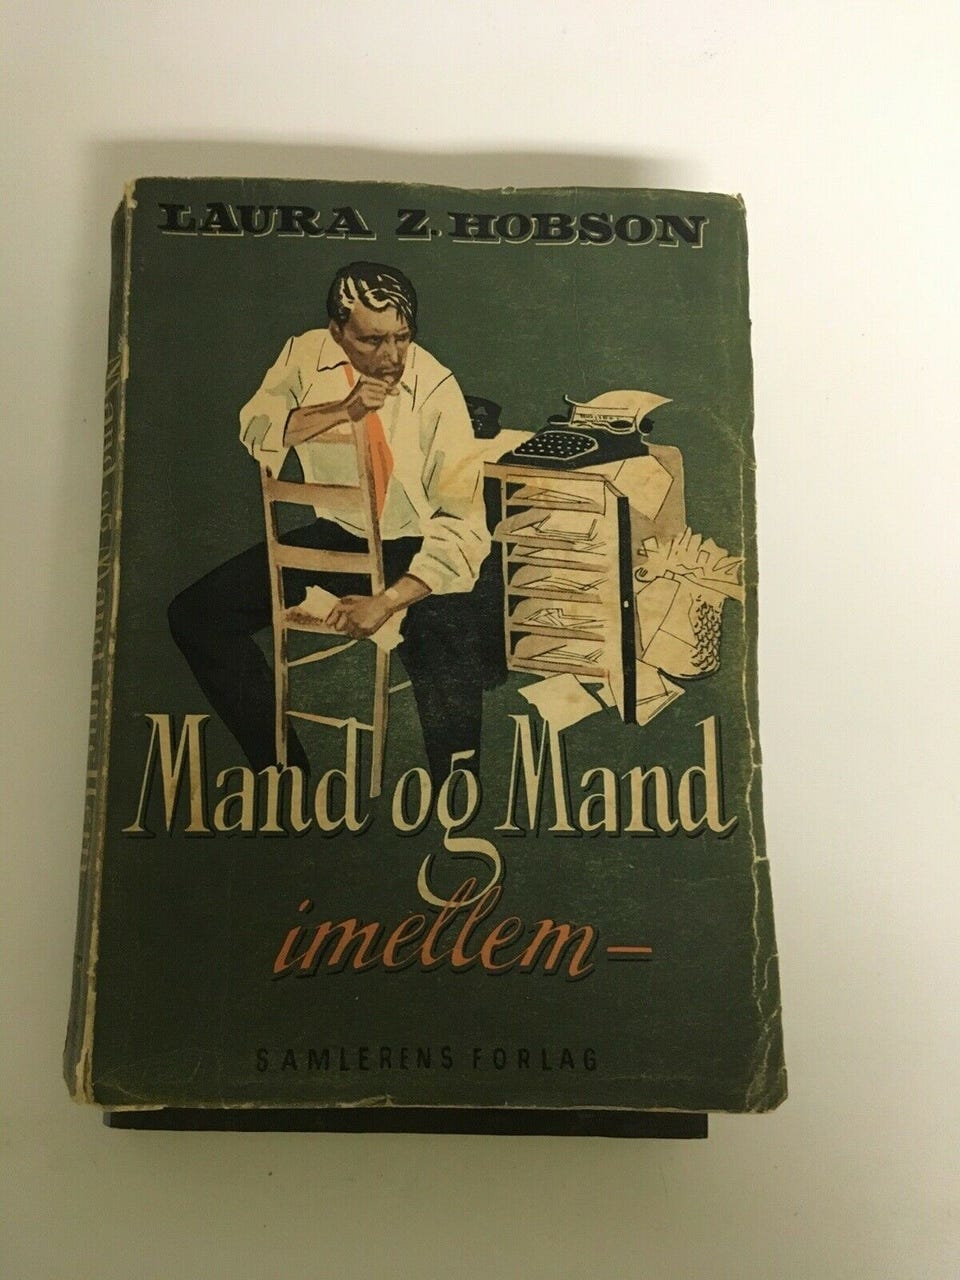 LAURA Z. HOBSON
Mand og Mand
imellem –
SAMLERENS FORLAG